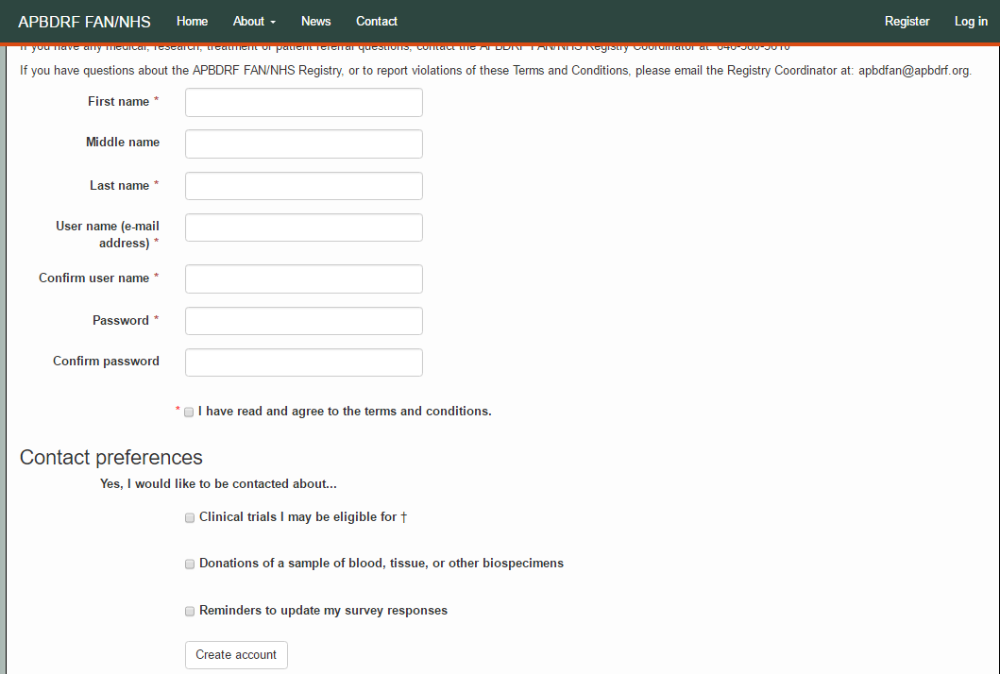 APBDRF FAN/NHS Home About News Contact Register Log in
If you have any medical, research, treatment or patient referral questions, contact the APBDRF FAN/NHS Registry Coordinator at:
If you have questions about the APBDRF FAN/NHS Registry, or to report violations of these Terms and Conditions, please email the Registry Coordinator at: apbdfan@apbdrf.org.
First name *
Middle name
Last name *
User name (e-mail
address) *
Confirm user name *
Password *
Confirm password
* I have read and agree to the terms and conditions.
Contact preferences
Yes, I would like to be contacted about...
Clinical trials I may be eligible for †
Donations of a sample of blood, tissue, or other biospecimens
Reminders to update my survey responses
Create account